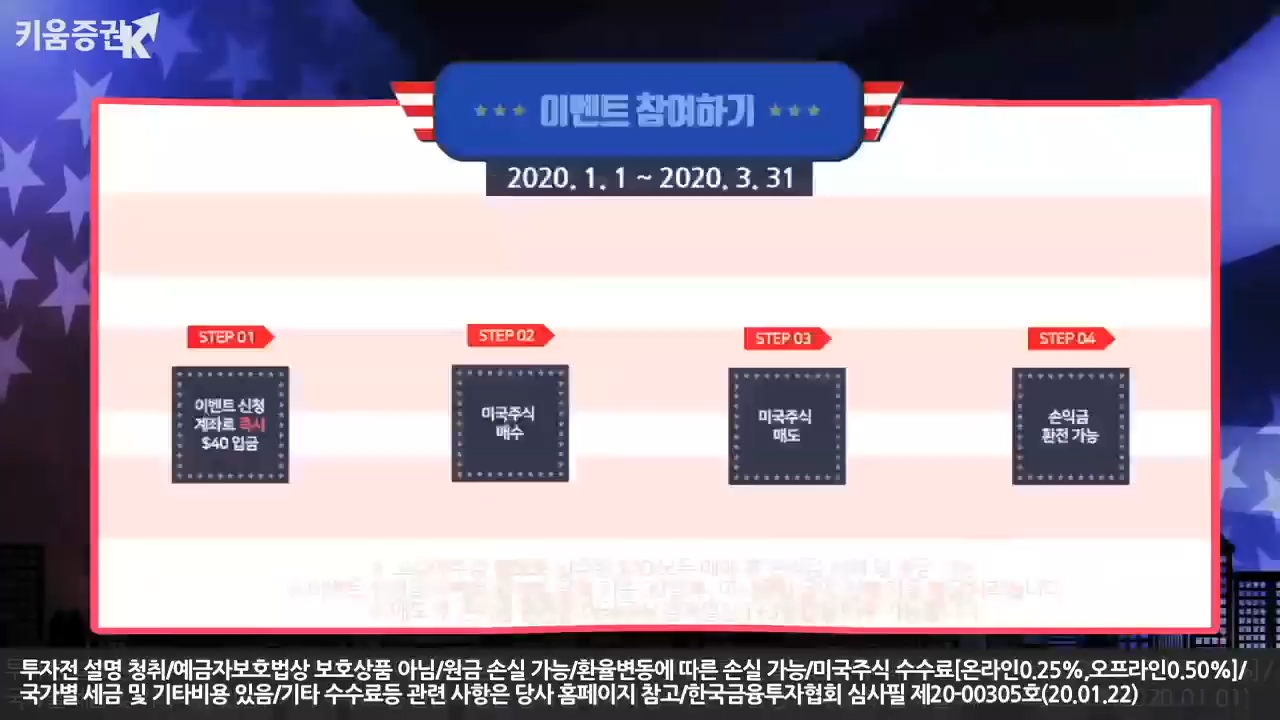 키움증권
이벤트 참여하기
2020. 1. 1 ~ 2020. 3. 31
STEP 01
이벤트 신청
계좌로 즉시
$40 입금
STEP 02
미국주식
매수
STEP 03
미국주식
매도
STEP 04
손익금
환전 가능
투자전 설명 청취/예금자보호법상 보호상품 아님/원금 손실 가능/환율변동에 따른 손실 가능/미국주식 수수료[온라인0.25%,오프라인0.50%]/
국가별 세금 및 기타비용 있음/기타 수수료등 관련 사항은 당사 홈페이지 참고/한국금융투자협회 심사필 제20-00305호(20.01.22)